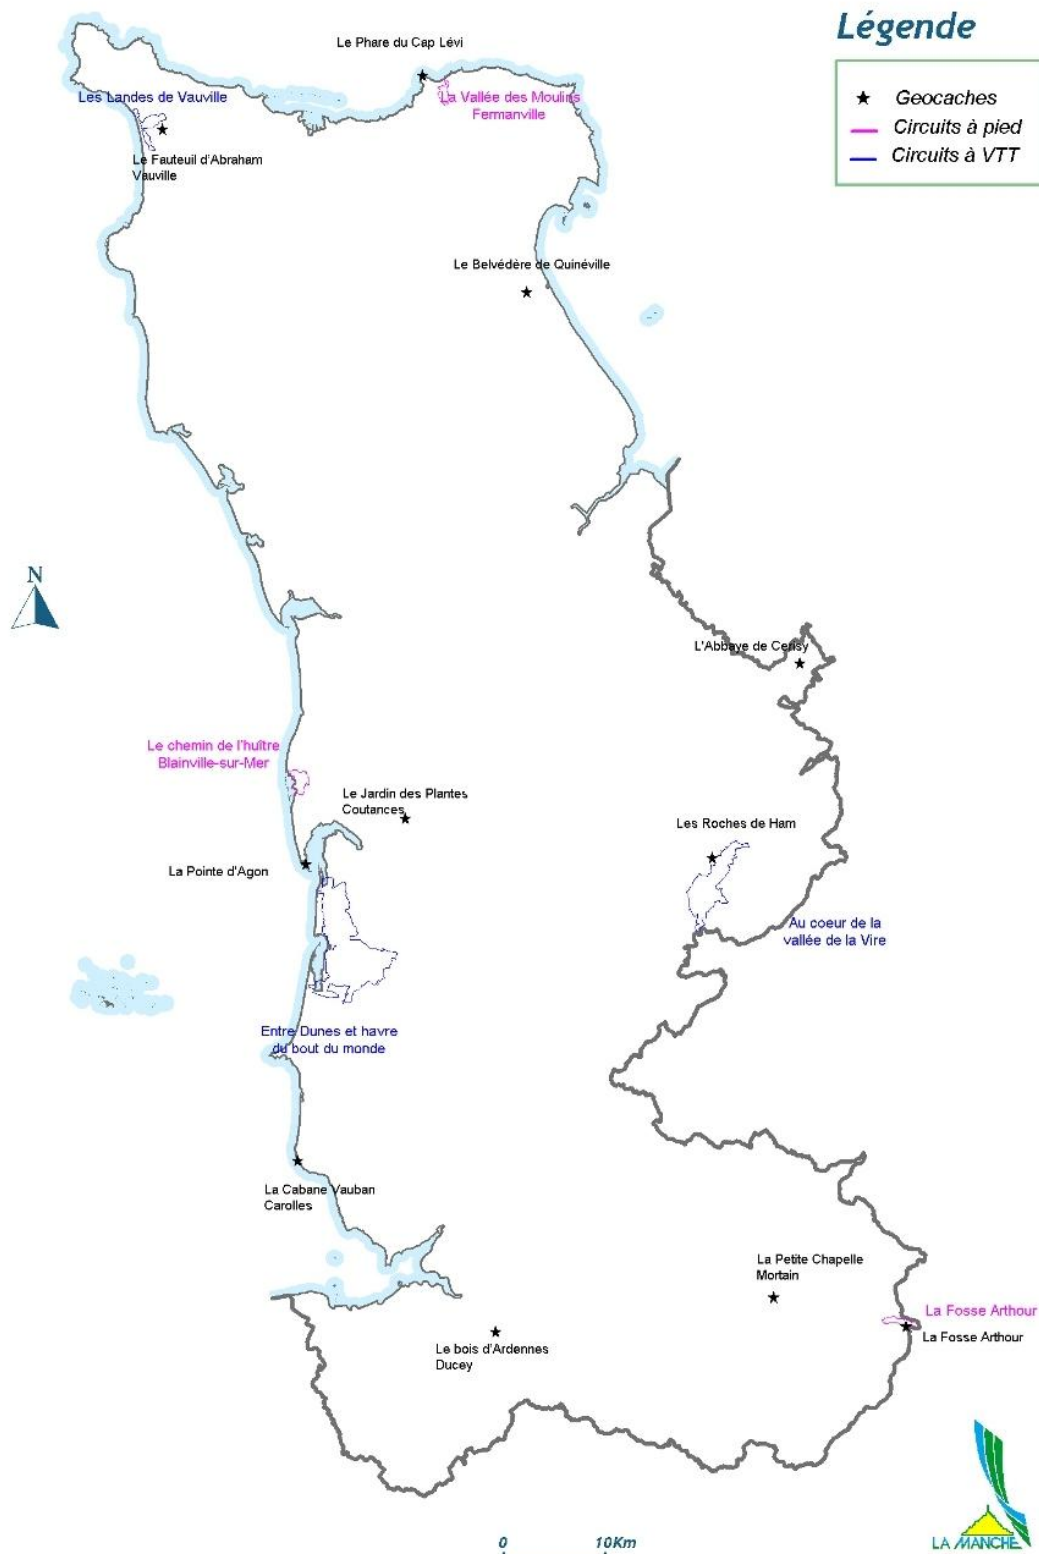 Légende
Geocaches
Circuits à pied
Circuits à VTT
Le Phare du Cap Lévi
Les Landes de Vauville
La Vallée des Moulins
Fermanville
Le Fauteuil d'Abraham
Vauville
Le Belvédère de Quinéville
N
L'Abbaye de Cerisy
Le chemin de l'huître
Blainville-sur-Mer
Le Jardin des Plantes
Coutances
Les Roches de Ham
La Pointe d'Agon
Au coeur de la
vallée de la Vire
Entre Dunes et havre
du bout du monde
La Cabane Vauban
Carolles
La Petite Chapelle
Mortain
La Fosse Arthour
La Fosse Arthour
Le bois d'Ardennes
Ducey
LA MANCHE
0 10Km